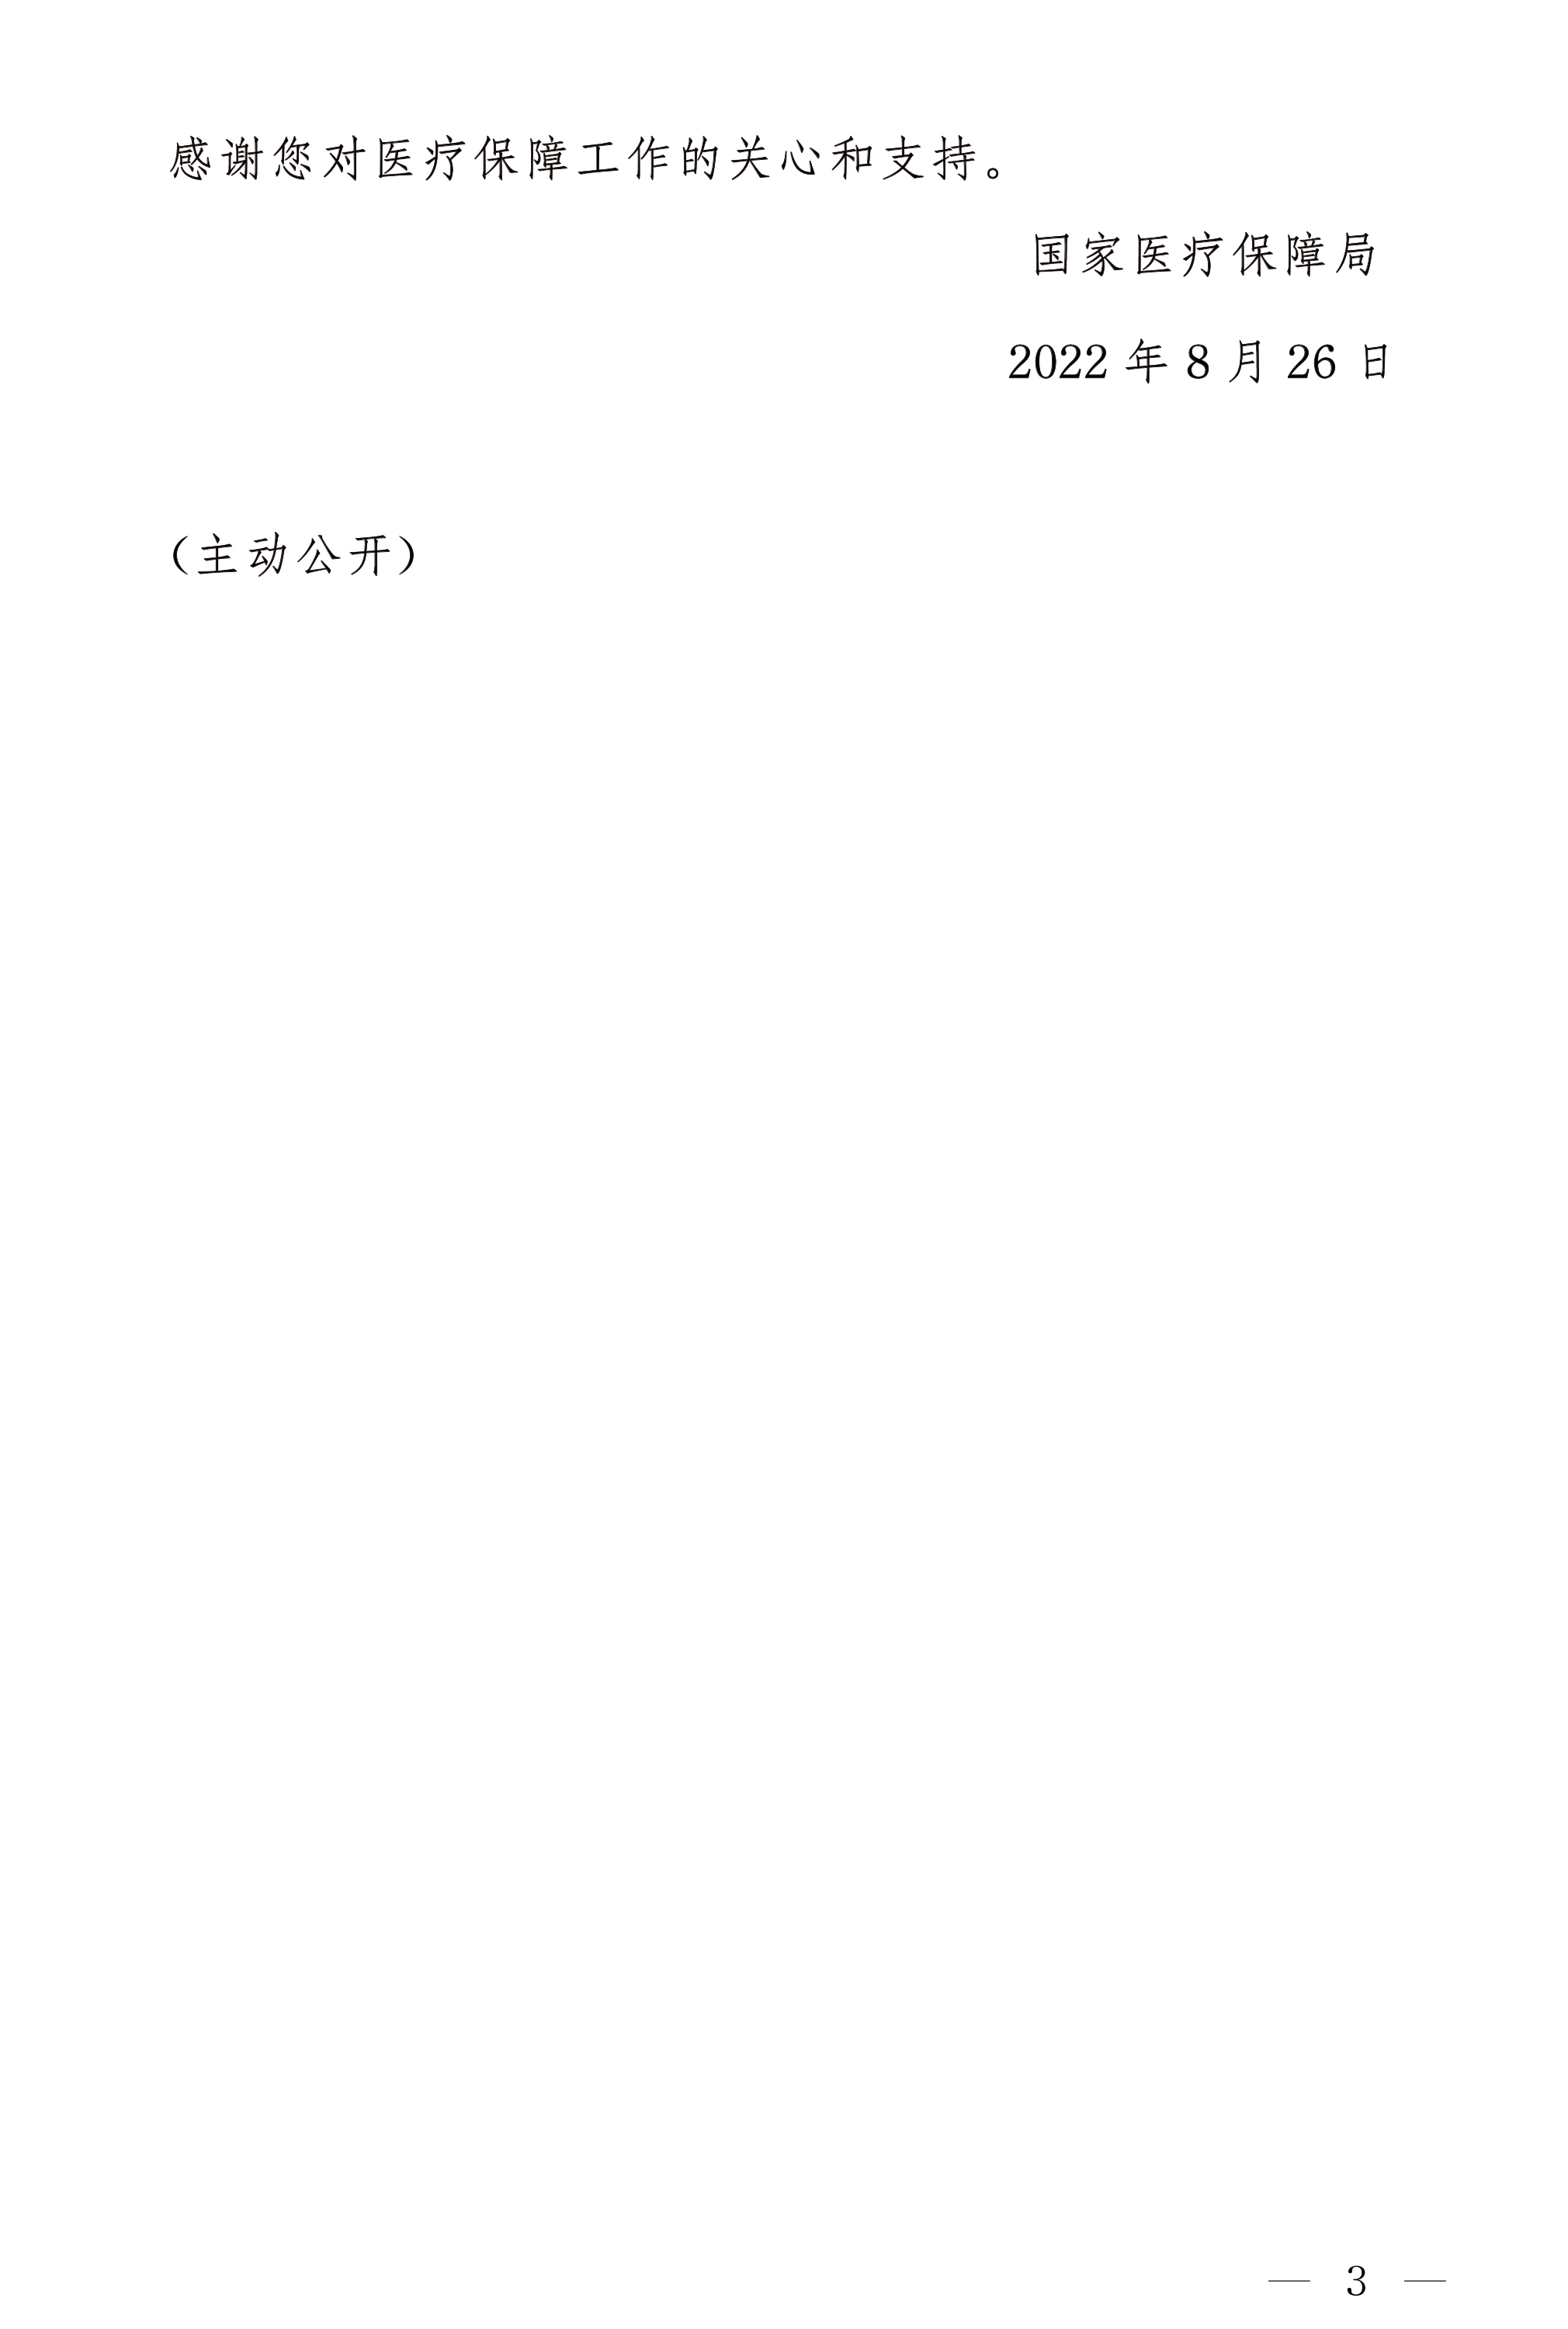 感谢您对医疗保障工作的关心和支持。
国家医疗保障局
2022 年 8 月 26 日
（主动公开）
— 3 —